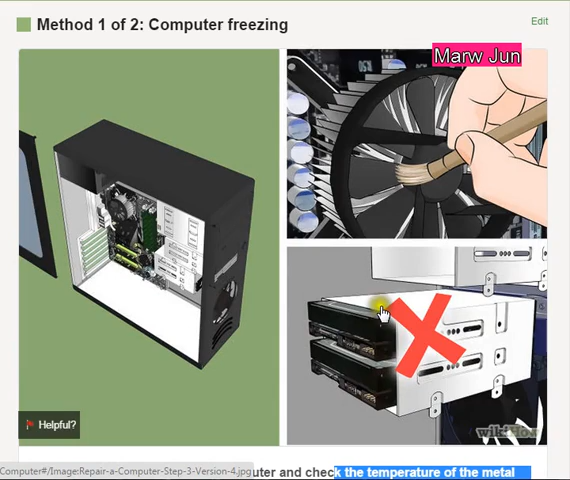 Method 1 of 2: Computer freezing
Edit
Marw Jun
Helpful?
wikiHow
Computer#/Image:Repair-a-Computer-Step-3-Version-4.jpg
uter and check the temperature of the metal